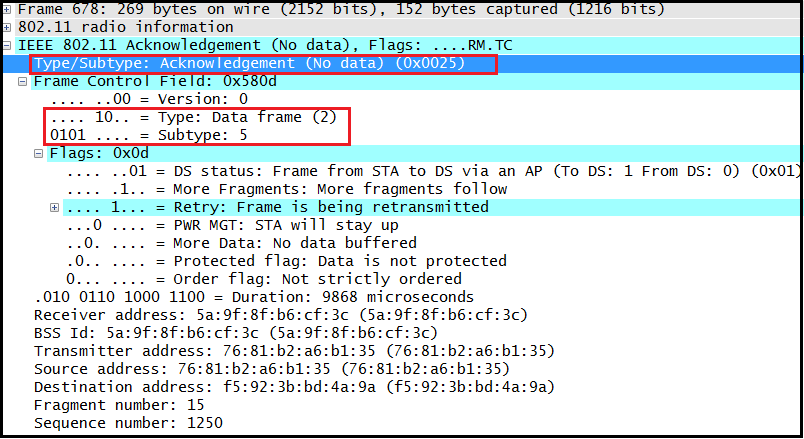 Frame 678: 269 bytes on wire (2152 bits), 152 bytes captured (1216 bits)
802.11 radio information
IEEE 802.11 Acknowledgement (No data), Flags: ....RM.TC
Type/Subtype: Acknowledgement (No data) (0x0025)
Frame Control Field: 0x580d
.... ..00 = Version: 0
.... 10.. = Type: Data frame (2)
0101 .... = Subtype: 5
Flags: 0x0d
.... ..01 = DS status: Frame from STA to DS via an AP (To DS: 1 From DS: 0) (0x01)
.... .1.. = More Fragments: More fragments follow
.... 1... = Retry: Frame is being retransmitted
...0 .... = PWR MGT: STA will stay up
..0. .... = More Data: No data buffered
.0.. .... = Protected flag: Data is not protected
0... .... = Order flag: Not strictly ordered
.010 0110 1000 1100 = Duration: 9868 microseconds
Receiver address: 5a:9f:8f:b6:cf:3c (5a:9f:8f:b6:cf:3c)
BSS Id: 5a:9f:8f:b6:cf:3c (5a:9f:8f:b6:cf:3c)
Transmitter address: 76:81:b2:a6:b1:35 (76:81:b2:a6:b1:35)
Source address: 76:81:b2:a6:b1:35 (76:81:b2:a6:b1:35)
Destination address: f5:92:3b:bd:4a:9a (f5:92:3b:bd:4a:9a)
Fragment number: 15
Sequence number: 1250